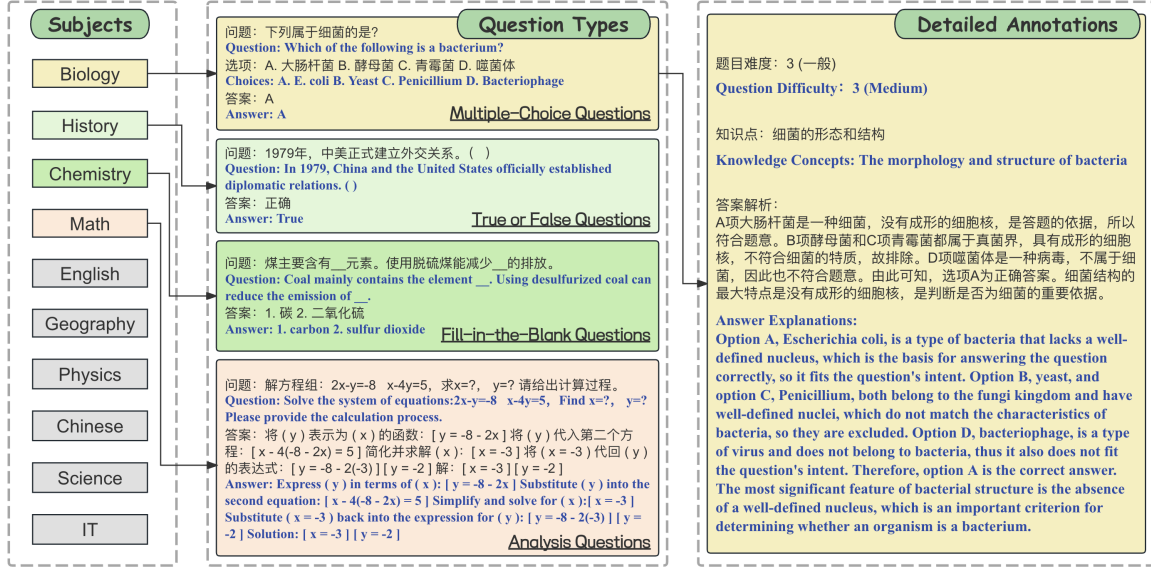 Subjects
Biology
History
Chemistry
Math
English
Geography
Physics
Chinese
Science
IT
Question Types
问题：下列属于细菌的是?
Question: Which of the following is a bacterium?
选项：A. 大肠杆菌 B. 酵母菌 C. 青霉菌 D. 噬菌体
Choices: A. E. coli B. Yeast C. Penicillium D. Bacteriophage
答案：A
Answer: A
Multiple-Choice Questions
问题：1979年，中美正式建立外交关系。（ ）
Question: In 1979, China and the United States officially established
diplomatic relations. ( )
答案：正确
Answer: True
True or False Questions
问题：煤主要含有__元素。使用脱硫煤能减少__的排放。
Question: Coal mainly contains the element __. Using desulfurized coal can
reduce the emission of __.
答案：1. 碳 2. 二氧化硫
Answer: 1. carbon 2. sulfur dioxide
Fill-in-the-Blank Questions
问题：解方程组：2x-y=-8 x-4y=5，求x=?， y=? 请给出计算过程。
Question: Solve the system of equations:2x-y=-8 x-4y=5，Find x=?， y=?
Please provide the calculation process.
答案：将 ( y ) 表示为 ( x ) 的函数：[ y = -8 - 2x ] 将 ( y ) 代入第二个方
程：[ x - 4(-8 - 2x) = 5 ] 简化并求解 ( x )：[ x = -3 ] 将 ( x = -3 ) 代回 ( y )
的表达式：[ y = -8 - 2(-3) ] [ y = -2 ] 解：[ x = -3 ] [ y = -2 ]
Answer: Express ( y ) in terms of ( x ): [ y = -8 - 2x ] Substitute ( y ) into the
second equation: [ x - 4(-8 - 2x) = 5 ] Simplify and solve for ( x ):[ x = -3 ]
Substitute ( x = -3 ) back into the expression for ( y ): [ y = -8 - 2(-3) ] [ y =
-2 ] Solution: [ x = -3 ] [ y = -2 ]
Analysis Questions
Detailed Annotations
题目难度：3 (一般)
Question Difficulty：3 (Medium)
知识点：细菌的形态和结构
Knowledge Concepts: The morphology and structure of bacteria
答案解析：
A项大肠杆菌是一种细菌，没有成形的细胞核，是答题的依据，所以
符合题意。B项酵母菌和C项青霉菌都属于真菌界，具有成形的细胞
核，不符合细菌的特质，故排除。D项噬菌体是一种病毒，不属于细
菌，因此也不符合题意。由此可知，选项A为正确答案。细菌结构的
最大特点是没有成形的细胞核，是判断是否为细菌的重要依据。
Answer Explanations:
Option A, Escherichia coli, is a type of bacteria that lacks a well-
defined nucleus, which is the basis for answering the question
correctly, so it fits the question's intent. Option B, yeast, and
option C, Penicillium, both belong to the fungi kingdom and have
well-defined nuclei, which do not match the characteristics of
bacteria, so they are excluded. Option D, bacteriophage, is a type
of virus and does not belong to bacteria, thus it also does not fit
the question's intent. Therefore, option A is the correct answer.
The most significant feature of bacterial structure is the absence
of a well-defined nucleus, which is an important criterion for
determining whether an organism is a bacterium.